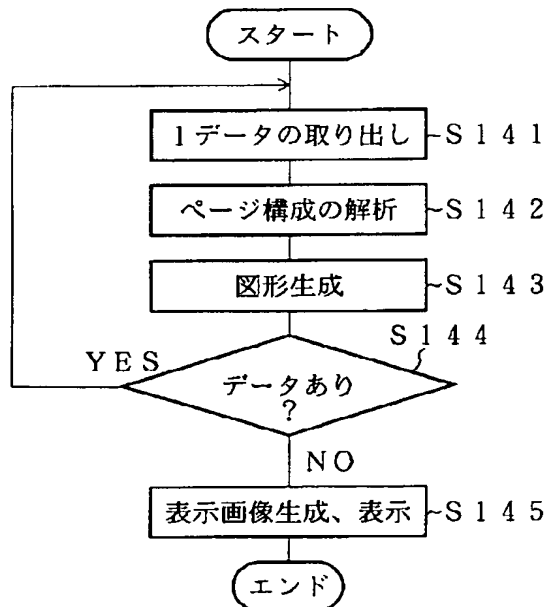 スタート
1データの取り出し
S141
ページ構成の解析
S142
図形生成
S143
S144
YES
データあり
?
NO
表示画像生成、表示
S145
エンド